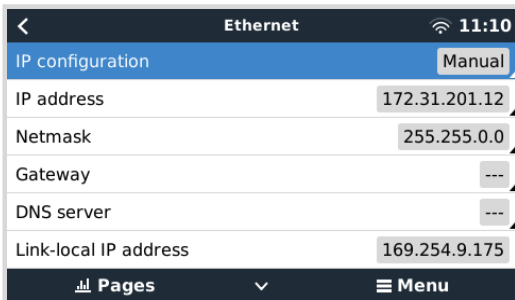 Ethernet 11:10
IP configuration Manual
IP address 172.31.201.12
Netmask 255.255.0.0
Gateway ---
DNS server ---
Link-local IP address 169.254.9.175
Pages Menu